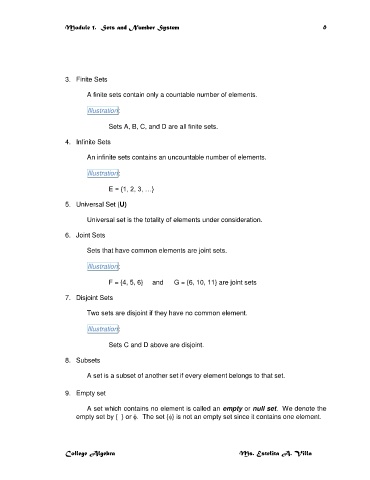 Module 1. Sets and Number System 5
3. Finite Sets
A finite sets contain only a countable number of elements.
Illustration:
Sets A, B, C, and D are all finite sets.
4. Infinite Sets
An infinite sets contains an uncountable number of elements.
Illustration:
E = {1, 2, 3, …}
5. Universal Set (U)
Universal set is the totality of elements under consideration.
6. Joint Sets
Sets that have common elements are joint sets.
Illustration:
F = {4, 5, 6} and G = {6, 10, 11} are joint sets
7. Disjoint Sets
Two sets are disjoint if they have no common element.
Illustration:
Sets C and D above are disjoint.
8. Subsets
A set is a subset of another set if every element belongs to that set.
9. Empty set
A set which contains no element is called an empty or null set. We denote the
empty set by { } or ϕ. The set {ϕ} is not an empty set since it contains one element.
College Algebra Ms. Estelita A. Villa